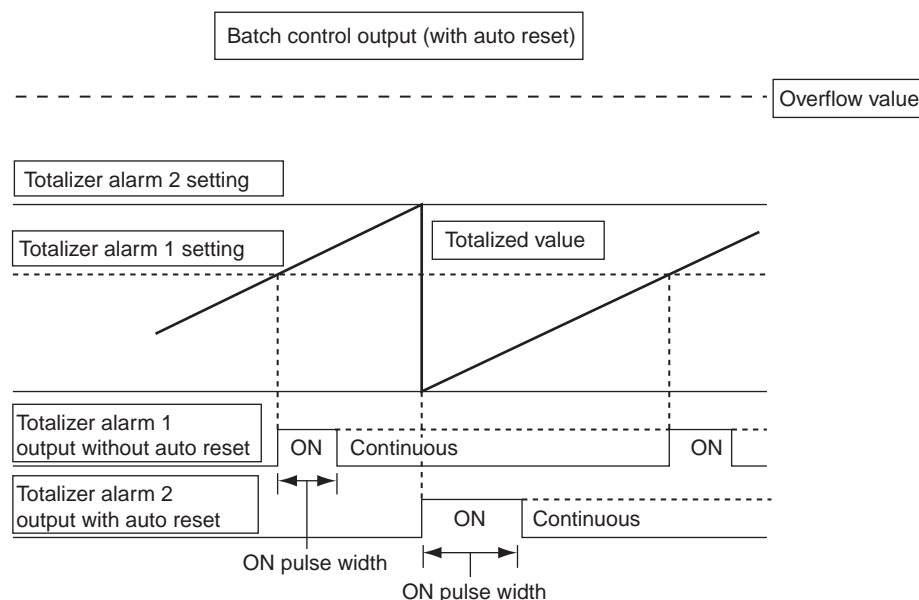 Batch control output (with auto reset)
Overflow value
Totalizer alarm 2 setting
Totalizer alarm 1 setting
Totalized value
Totalizer alarm 1
output without auto reset
ON
Continuous
ON
Totalizer alarm 2
output with auto reset
ON
Continuous
ON pulse width
ON pulse width